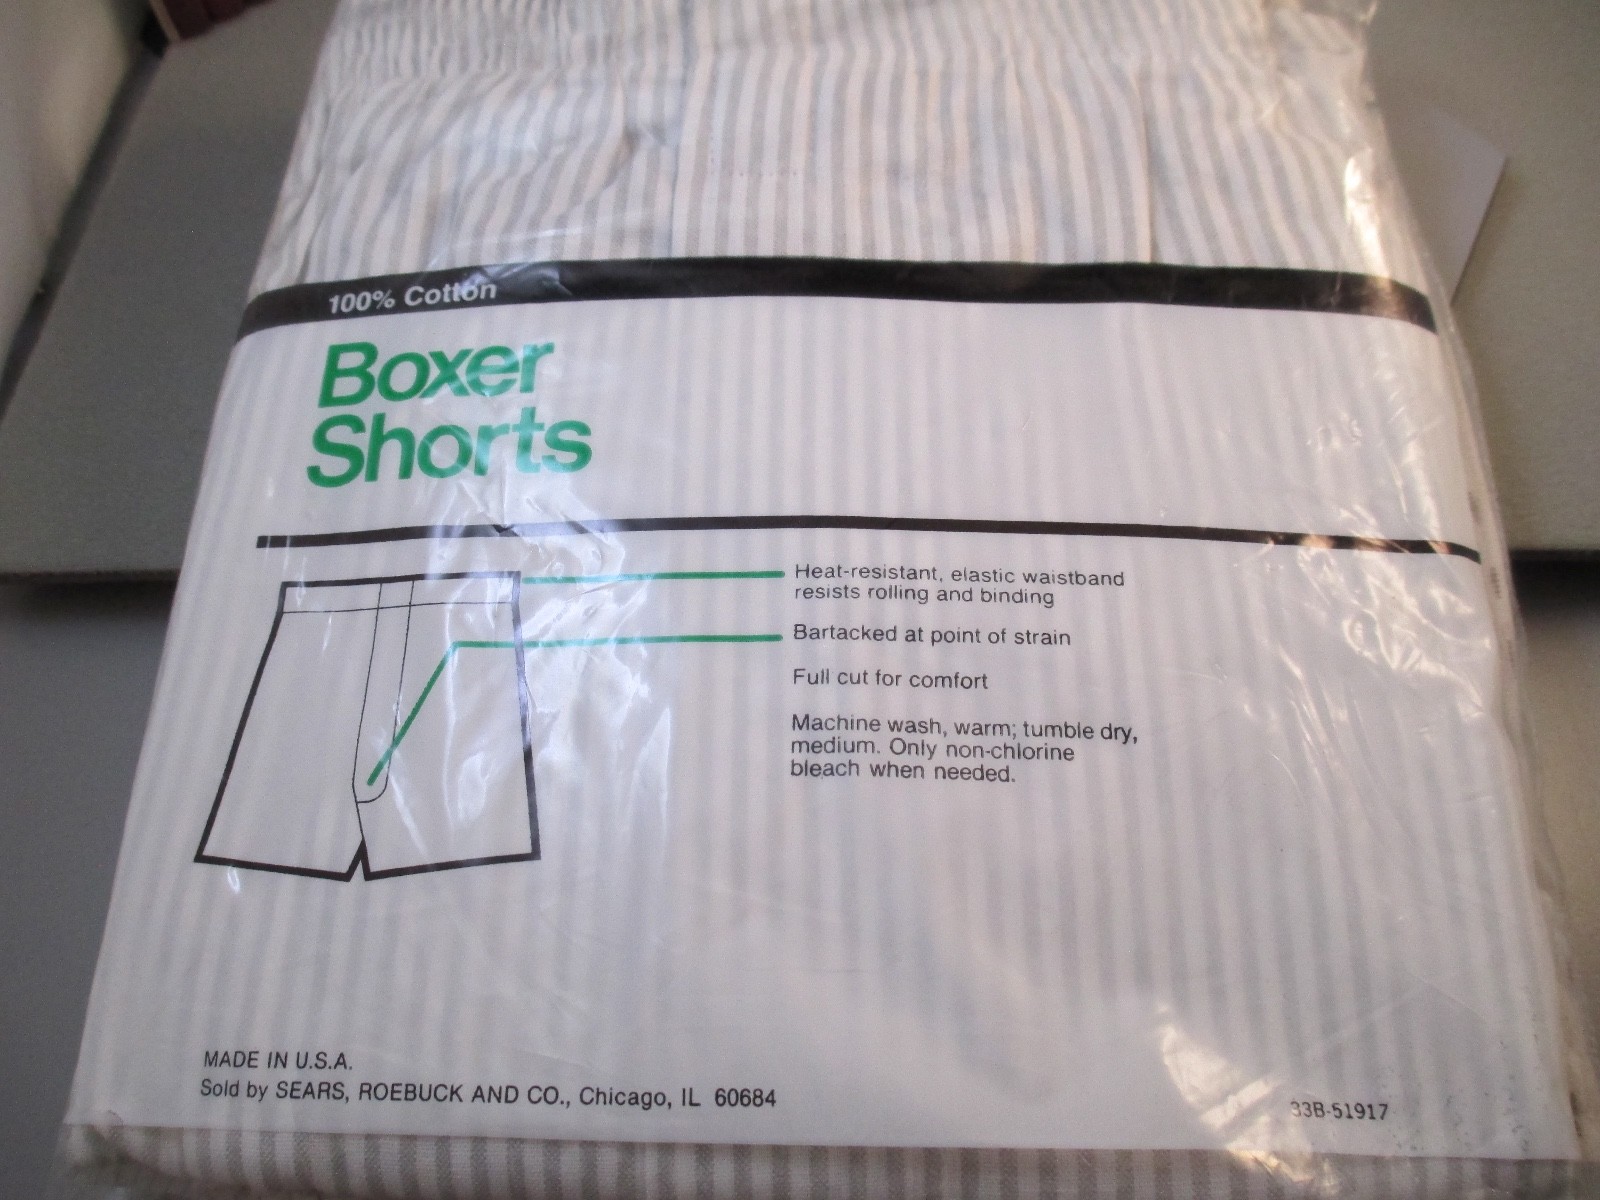 100% Cotton
Boxer
Shorts
Heat-resistant, elastic waistband
resists rolling and binding
Bartacked at point of strain
Full cut for comfort
Machine wash, warm; tumble dry,
medium. Only non-chlorine
bleach when needed.
MADE IN U.S.A.
Sold by SEARS, ROEBUCK AND CO., Chicago, IL 60684
33B-51917